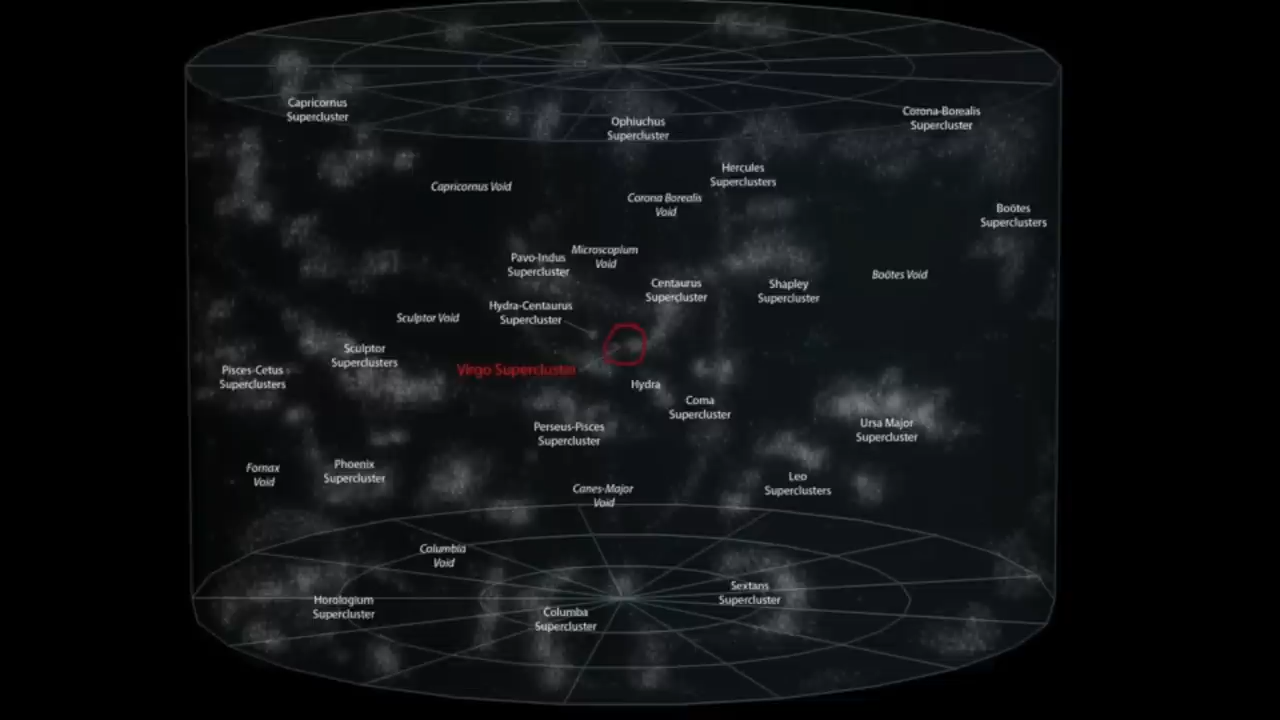 Capricornus
Supercluster
Ophiuchus
Supercluster
Corona-Borealis
Supercluster
Hercules
Superclusters
Capricornus Void
Corona Borealis
Void
Boötes
Superclusters
Pavo-Indus
Supercluster
Microscopium
Void
Centaurus
Supercluster
Shapley
Supercluster
Boötes Void
Hydra-Centaurus
Supercluster
Sculptor Void
Sculptor
Superclusters
Pisces-Cetus
Superclusters
Virgo Supercluster
Hydra
Coma
Supercluster
Perseus-Pisces
Supercluster
Ursa Major
Supercluster
Fornax
Void
Phoenix
Supercluster
Canes-Major
Void
Leo
Superclusters
Columbia
Void
Horologium
Supercluster
Columba
Supercluster
Sextans
Supercluster